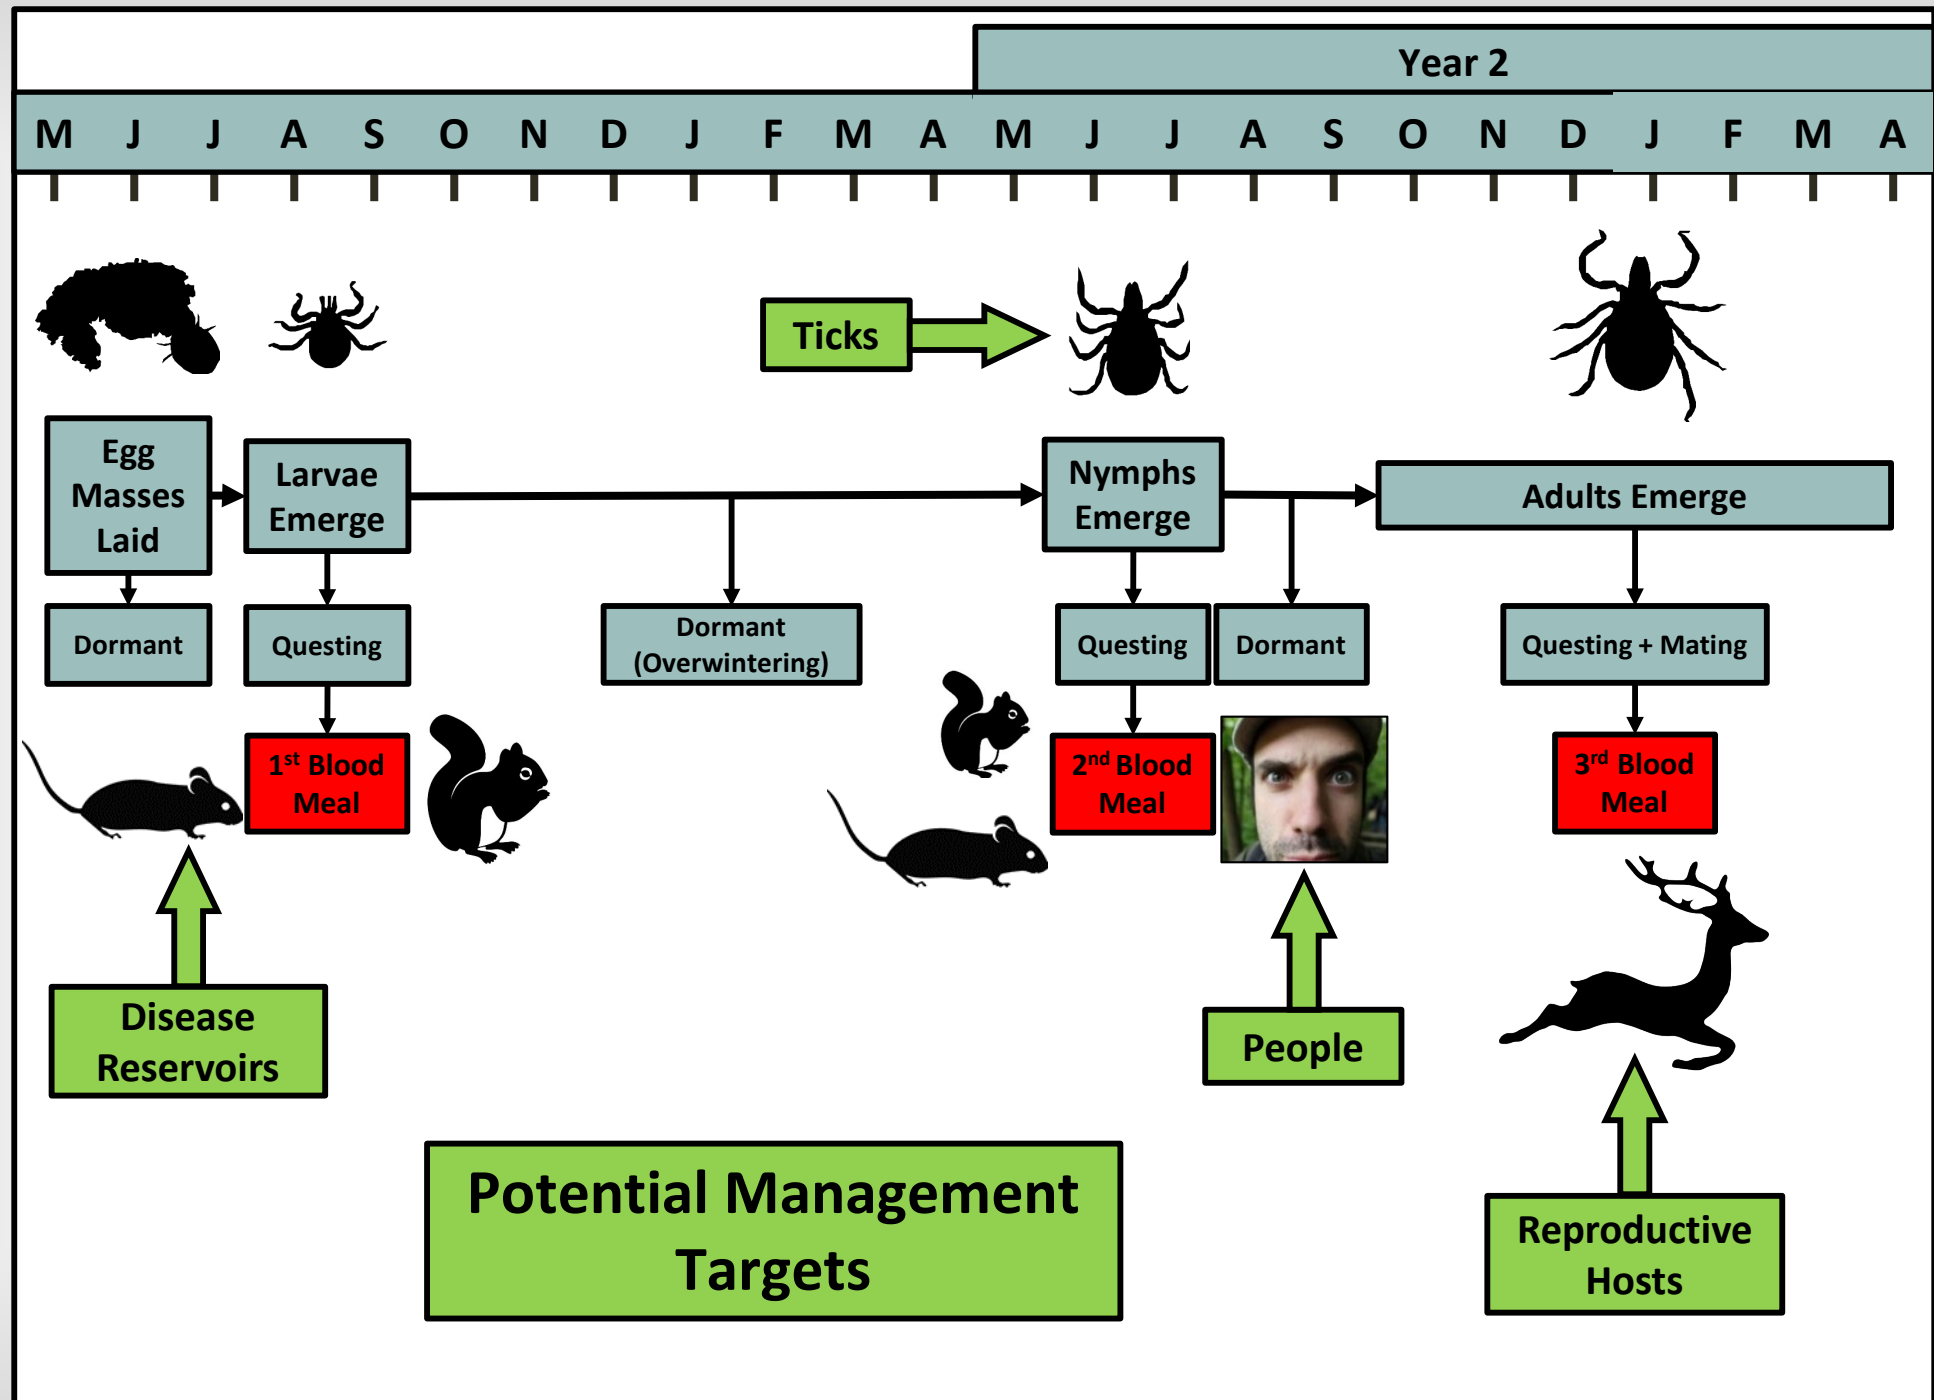 Year 2
M J J A S O N D J F M A M J J A S O N D J F M A
Ticks
Egg
Masses
Laid
Larvae
Emerge
Nymphs
Emerge
Adults Emerge
Dormant
Questing
Dormant
(Overwintering)
Questing
Dormant
Questing + Mating
1st Blood
Meal
2nd Blood
Meal
3rd Blood
Meal
Disease
Reservoirs
People
Reproductive
Hosts
Potential Management
Targets